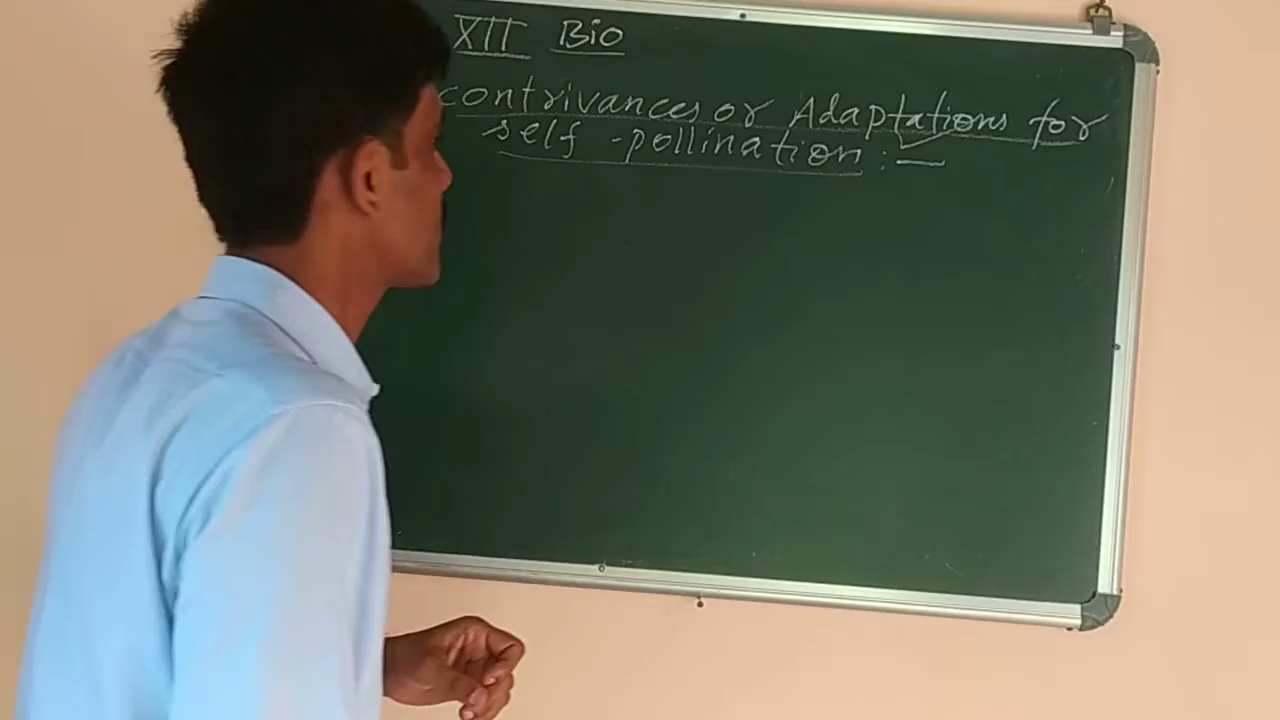 XII Bio
contrivances or Adaptations for
self-pollination:—